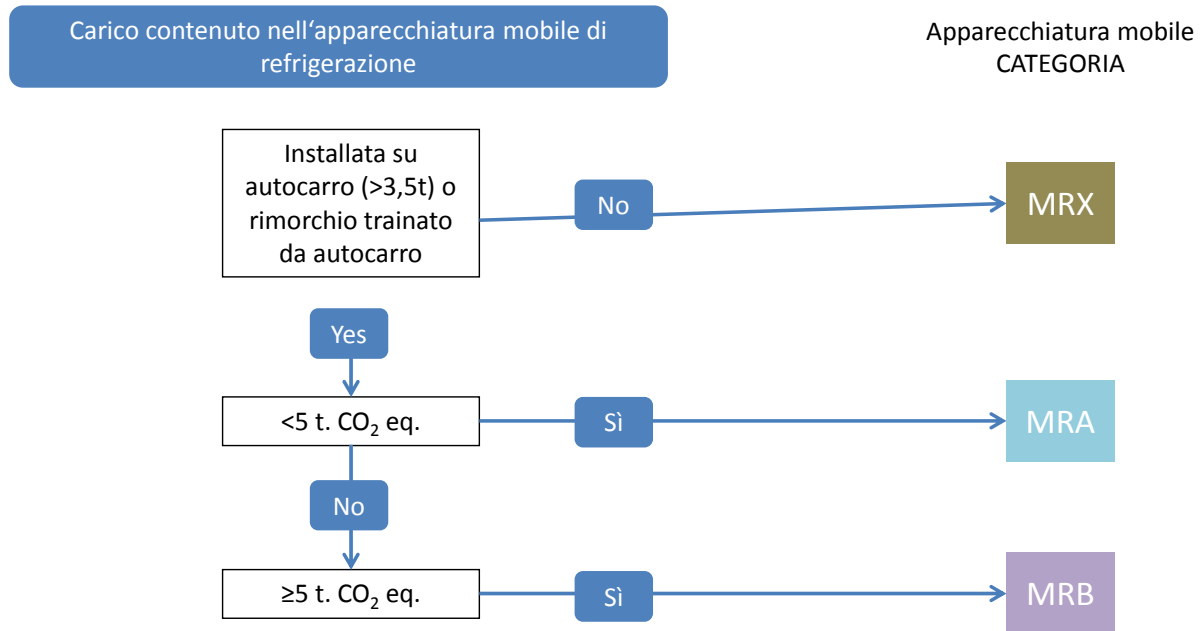 Carico contenuto nell‘apparecchiatura mobile di
refrigerazione
Apparecchiatura mobile
CATEGORIA
Installata su
autocarro (>3,5t) o
rimorchio trainato
da autocarro
No
MRX
Yes
<5 t. CO₂ eq.
Sì
MRA
No
≥5 t. CO₂ eq.
Sì
MRB